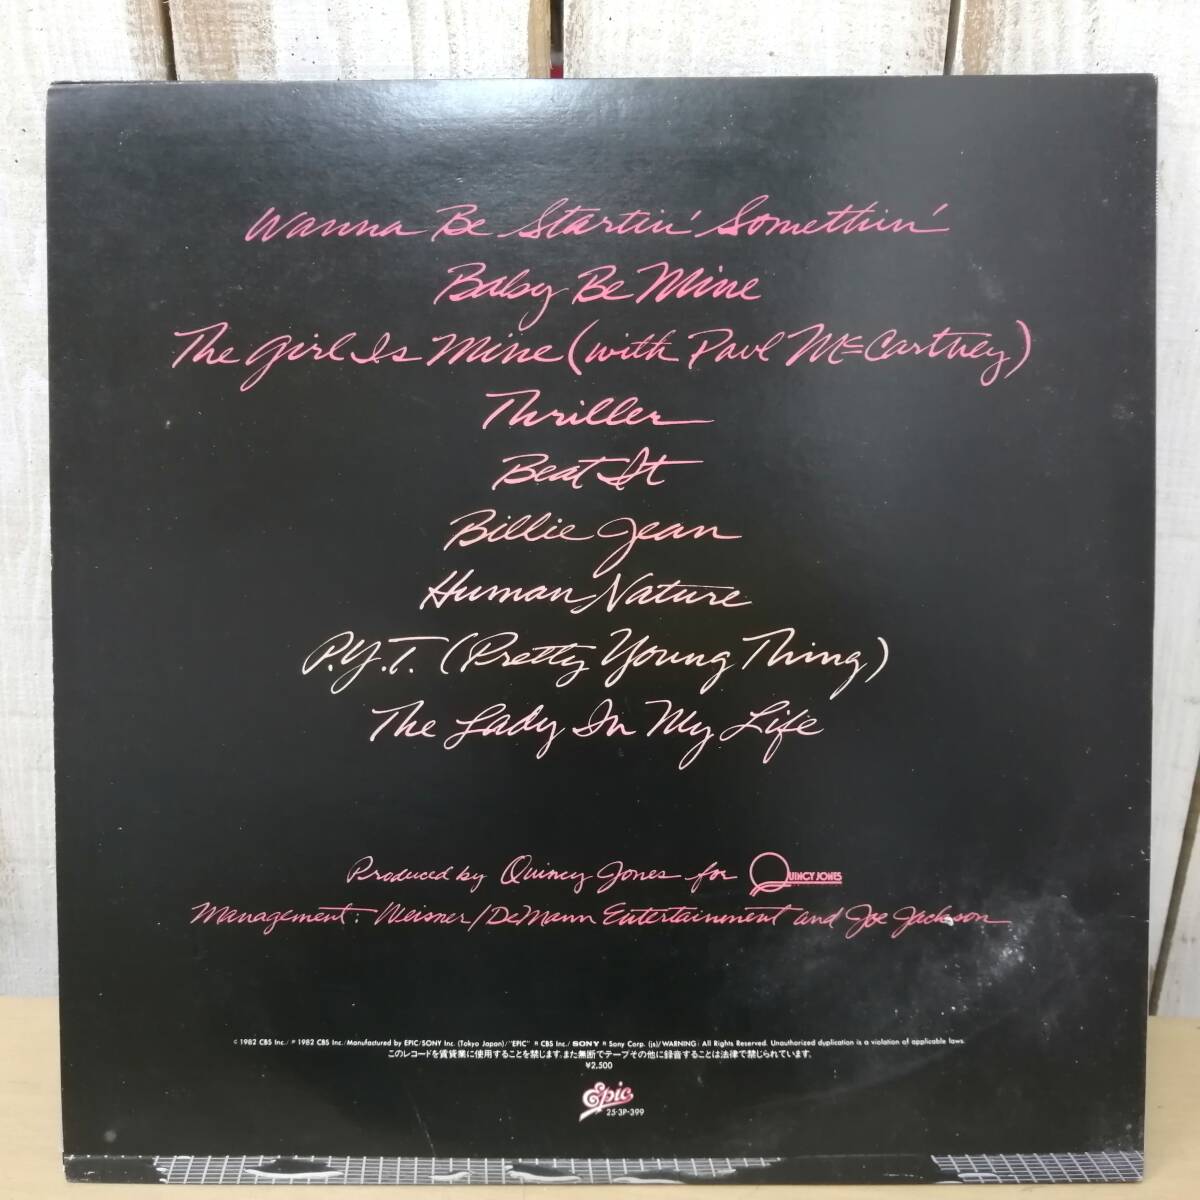 Wanna Be Startin' Somethin'
Baby Be Mine
The Girl Is Mine (with Paul McCartney)
Thriller
Beat It
Billie Jean
Human Nature
P.Y.T. (Pretty Young Thing)
The Lady In My Life
Produced by Quincy Jones for QUINCY JONES
Management: Weisner/DeMann Entertainment and Joe Jackson
© 1982 CBS Inc./℗ 1982 CBS Inc./Manufactured by EPIC/SONY Inc. (Tokyo Japan)/"EPIC" ® CBS Inc./SONY ® Sony Corp. (js)/WARNING: All Rights Reserved. Unauthorized duplication is a violation of applicable laws.
このレコードを賃貸業に使用することを禁じます。また無断でテープその他に録音することは法律で禁じられています。
¥2,500
Epic
25·3P-399